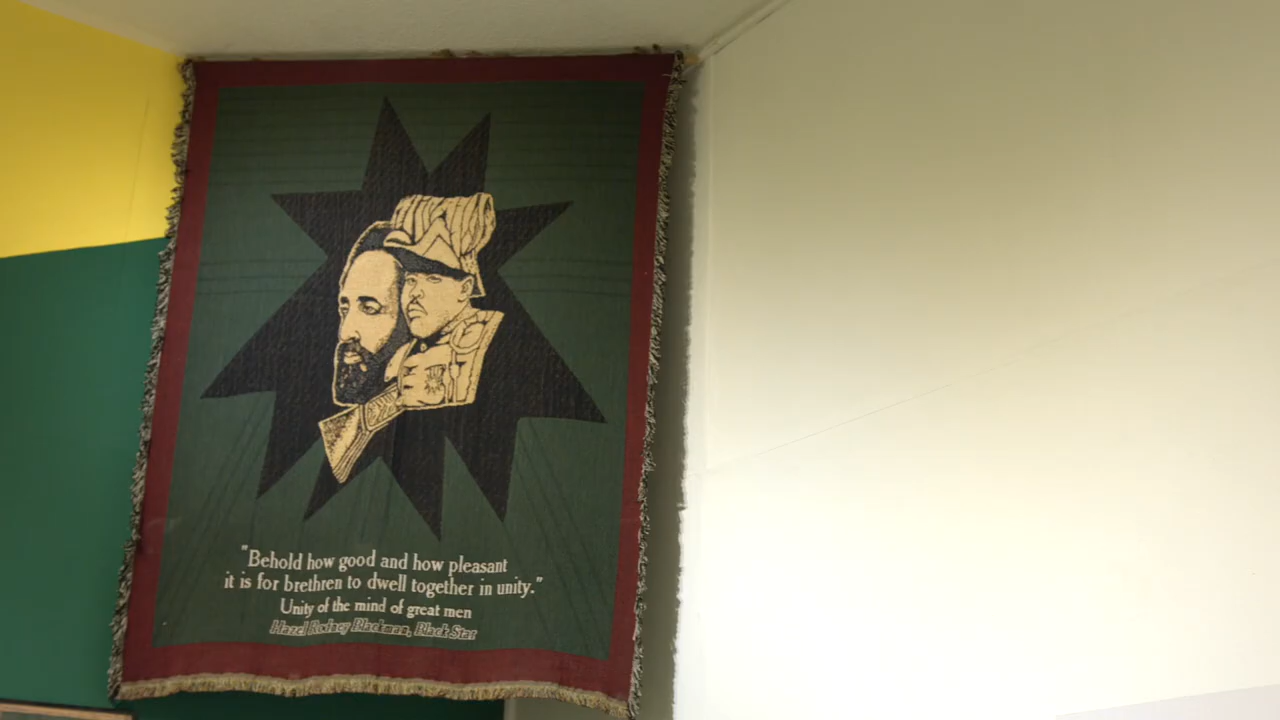 "Behold how good and how pleasant
it is for brethren to dwell together in unity."
Unity of the mind of great men
Hazel Rodney Blackman, Black Star